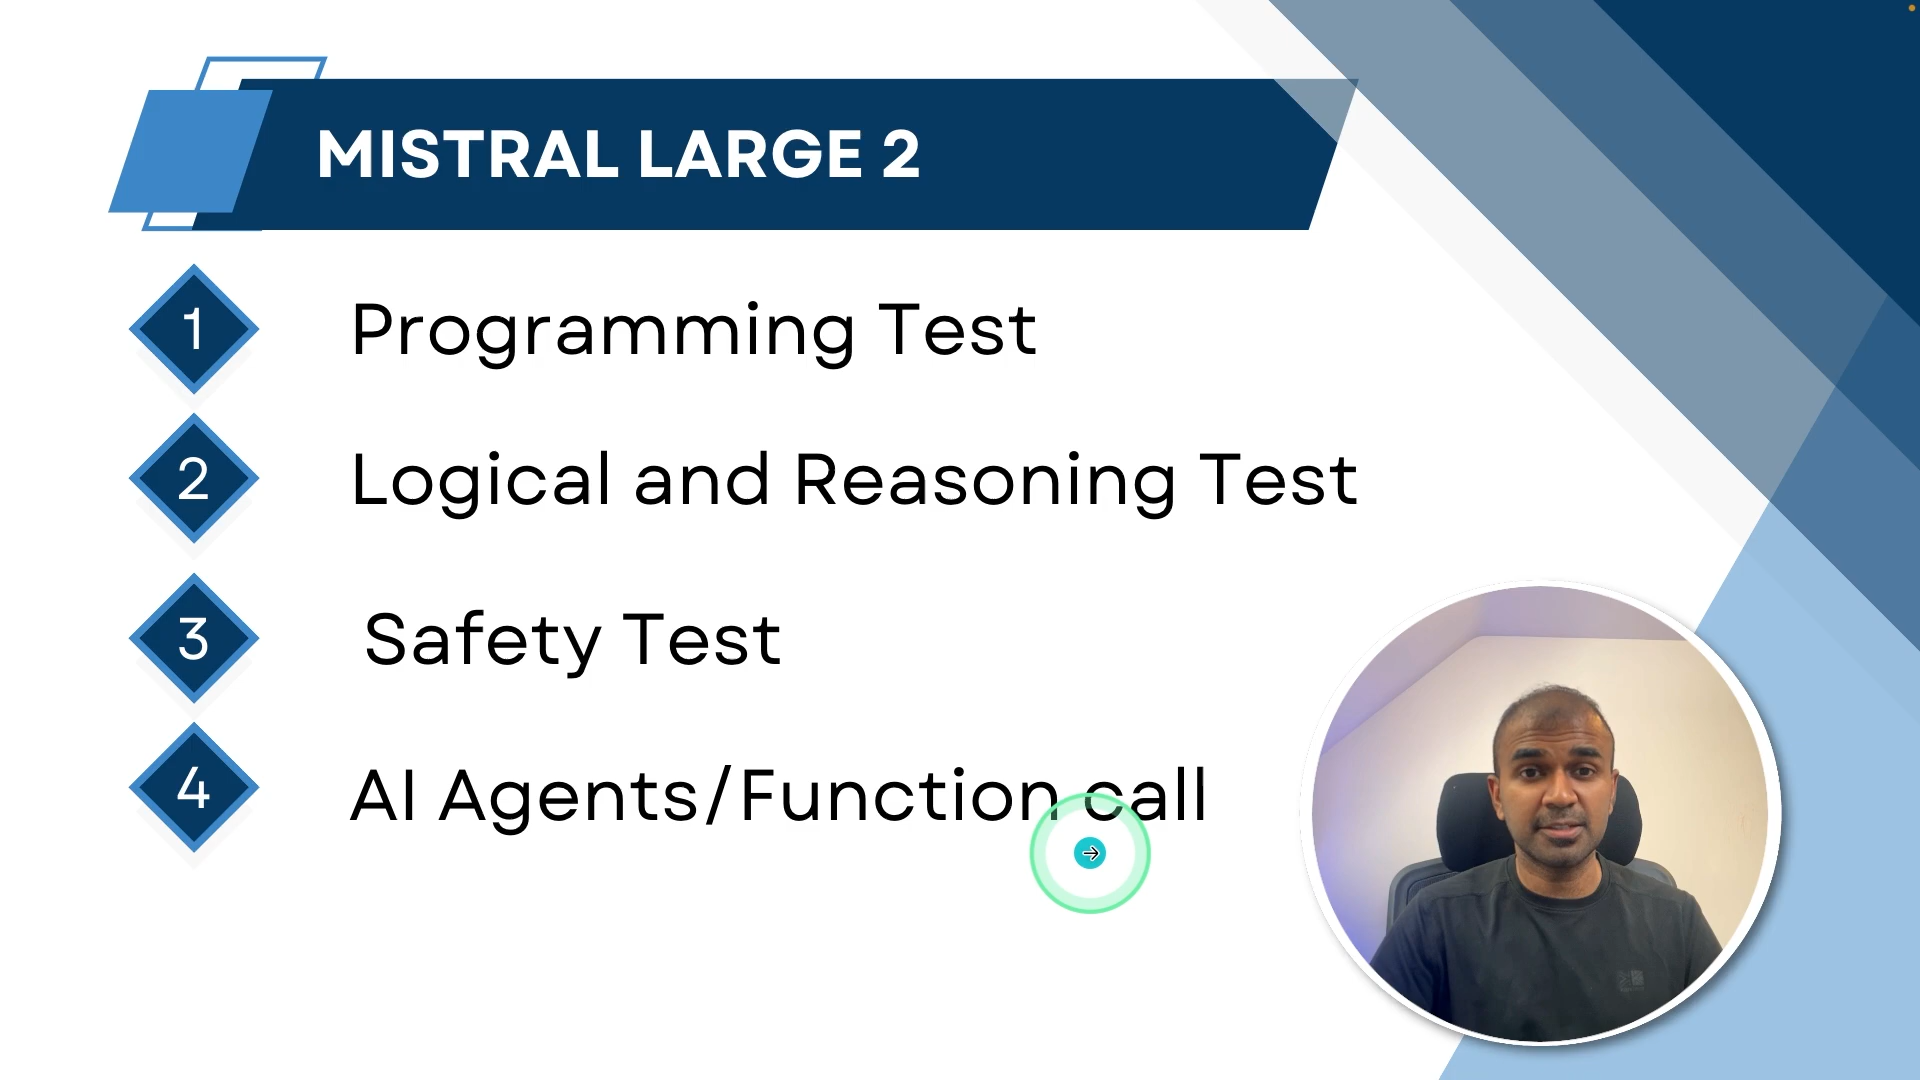 MISTRAL LARGE 2
1 Programming Test
2 Logical and Reasoning Test
3 Safety Test
4 AI Agents/Function call